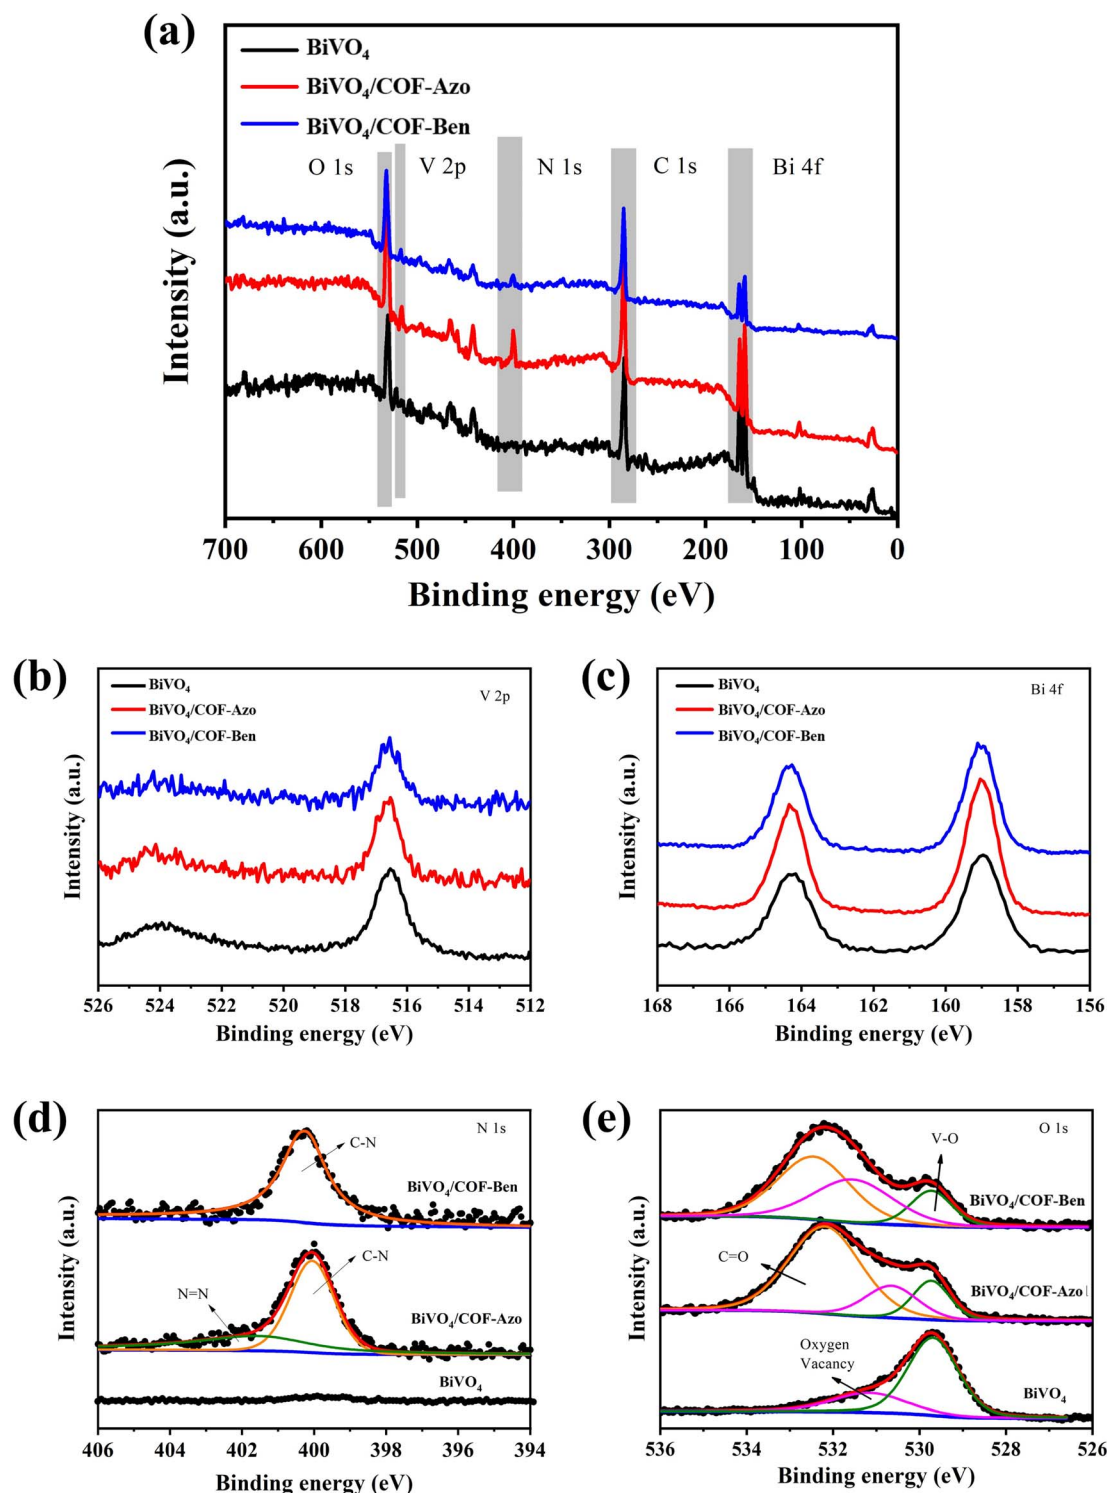 (a)
BiVO₄
BiVO₄/COF-Azo
BiVO₄/COF-Ben
O 1s V 2p N 1s C 1s Bi 4f
Intensity (a.u.)
700 600 500 400 300 200 100 0
Binding energy (eV)
(b)
BiVO₄
BiVO₄/COF-Azo
BiVO₄/COF-Ben
V 2p
Intensity (a.u.)
526 524 522 520 518 516 514 512
Binding energy (eV)
(c)
BiVO₄
BiVO₄/COF-Azo
BiVO₄/COF-Ben
Bi 4f
Intensity (a.u.)
168 166 164 162 160 158 156
Binding energy (eV)
(d)
N 1s
C-N
BiVO₄/COF-Ben
C-N
N=N
BiVO₄/COF-Azo
BiVO₄
Intensity (a.u.)
406 404 402 400 398 396 394
Binding energy (eV)
(e)
O 1s
V-O
BiVO₄/COF-Ben
C=O
BiVO₄/COF-Azo
Oxygen
Vacancy
BiVO₄
Intensity (a.u.)
536 534 532 530 528 526
Binding energy (eV)